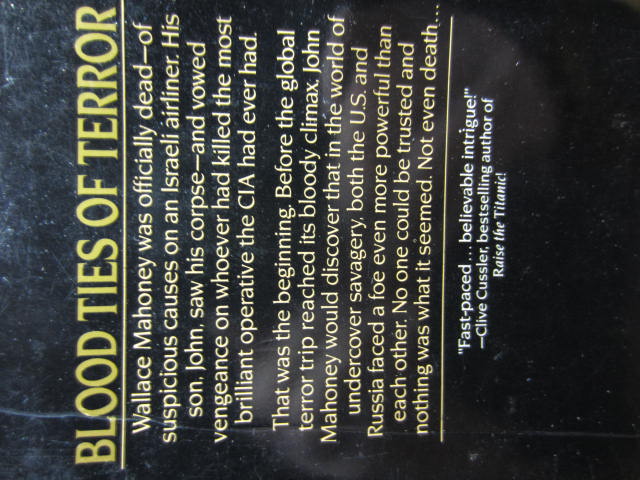 BLOOD TIES OF TERROR
Wallace Mahoney was officially dead—of
suspicious causes on an Israeli airliner. His
son, John, saw his corpse—and vowed
vengeance on whoever had killed the most
brilliant operative the CIA had ever had.
That was the beginning. Before the global
terror trip reached its bloody climax, John
Mahoney would discover that in the world of
undercover savagery, both the U.S. and
Russia faced a foe even more powerful than
each other. No one could be trusted and
nothing was what it seemed. Not even death...
"Fast-paced... believable intrigue!"
—Clive Cussler, bestselling author of
Raise the Titanic!